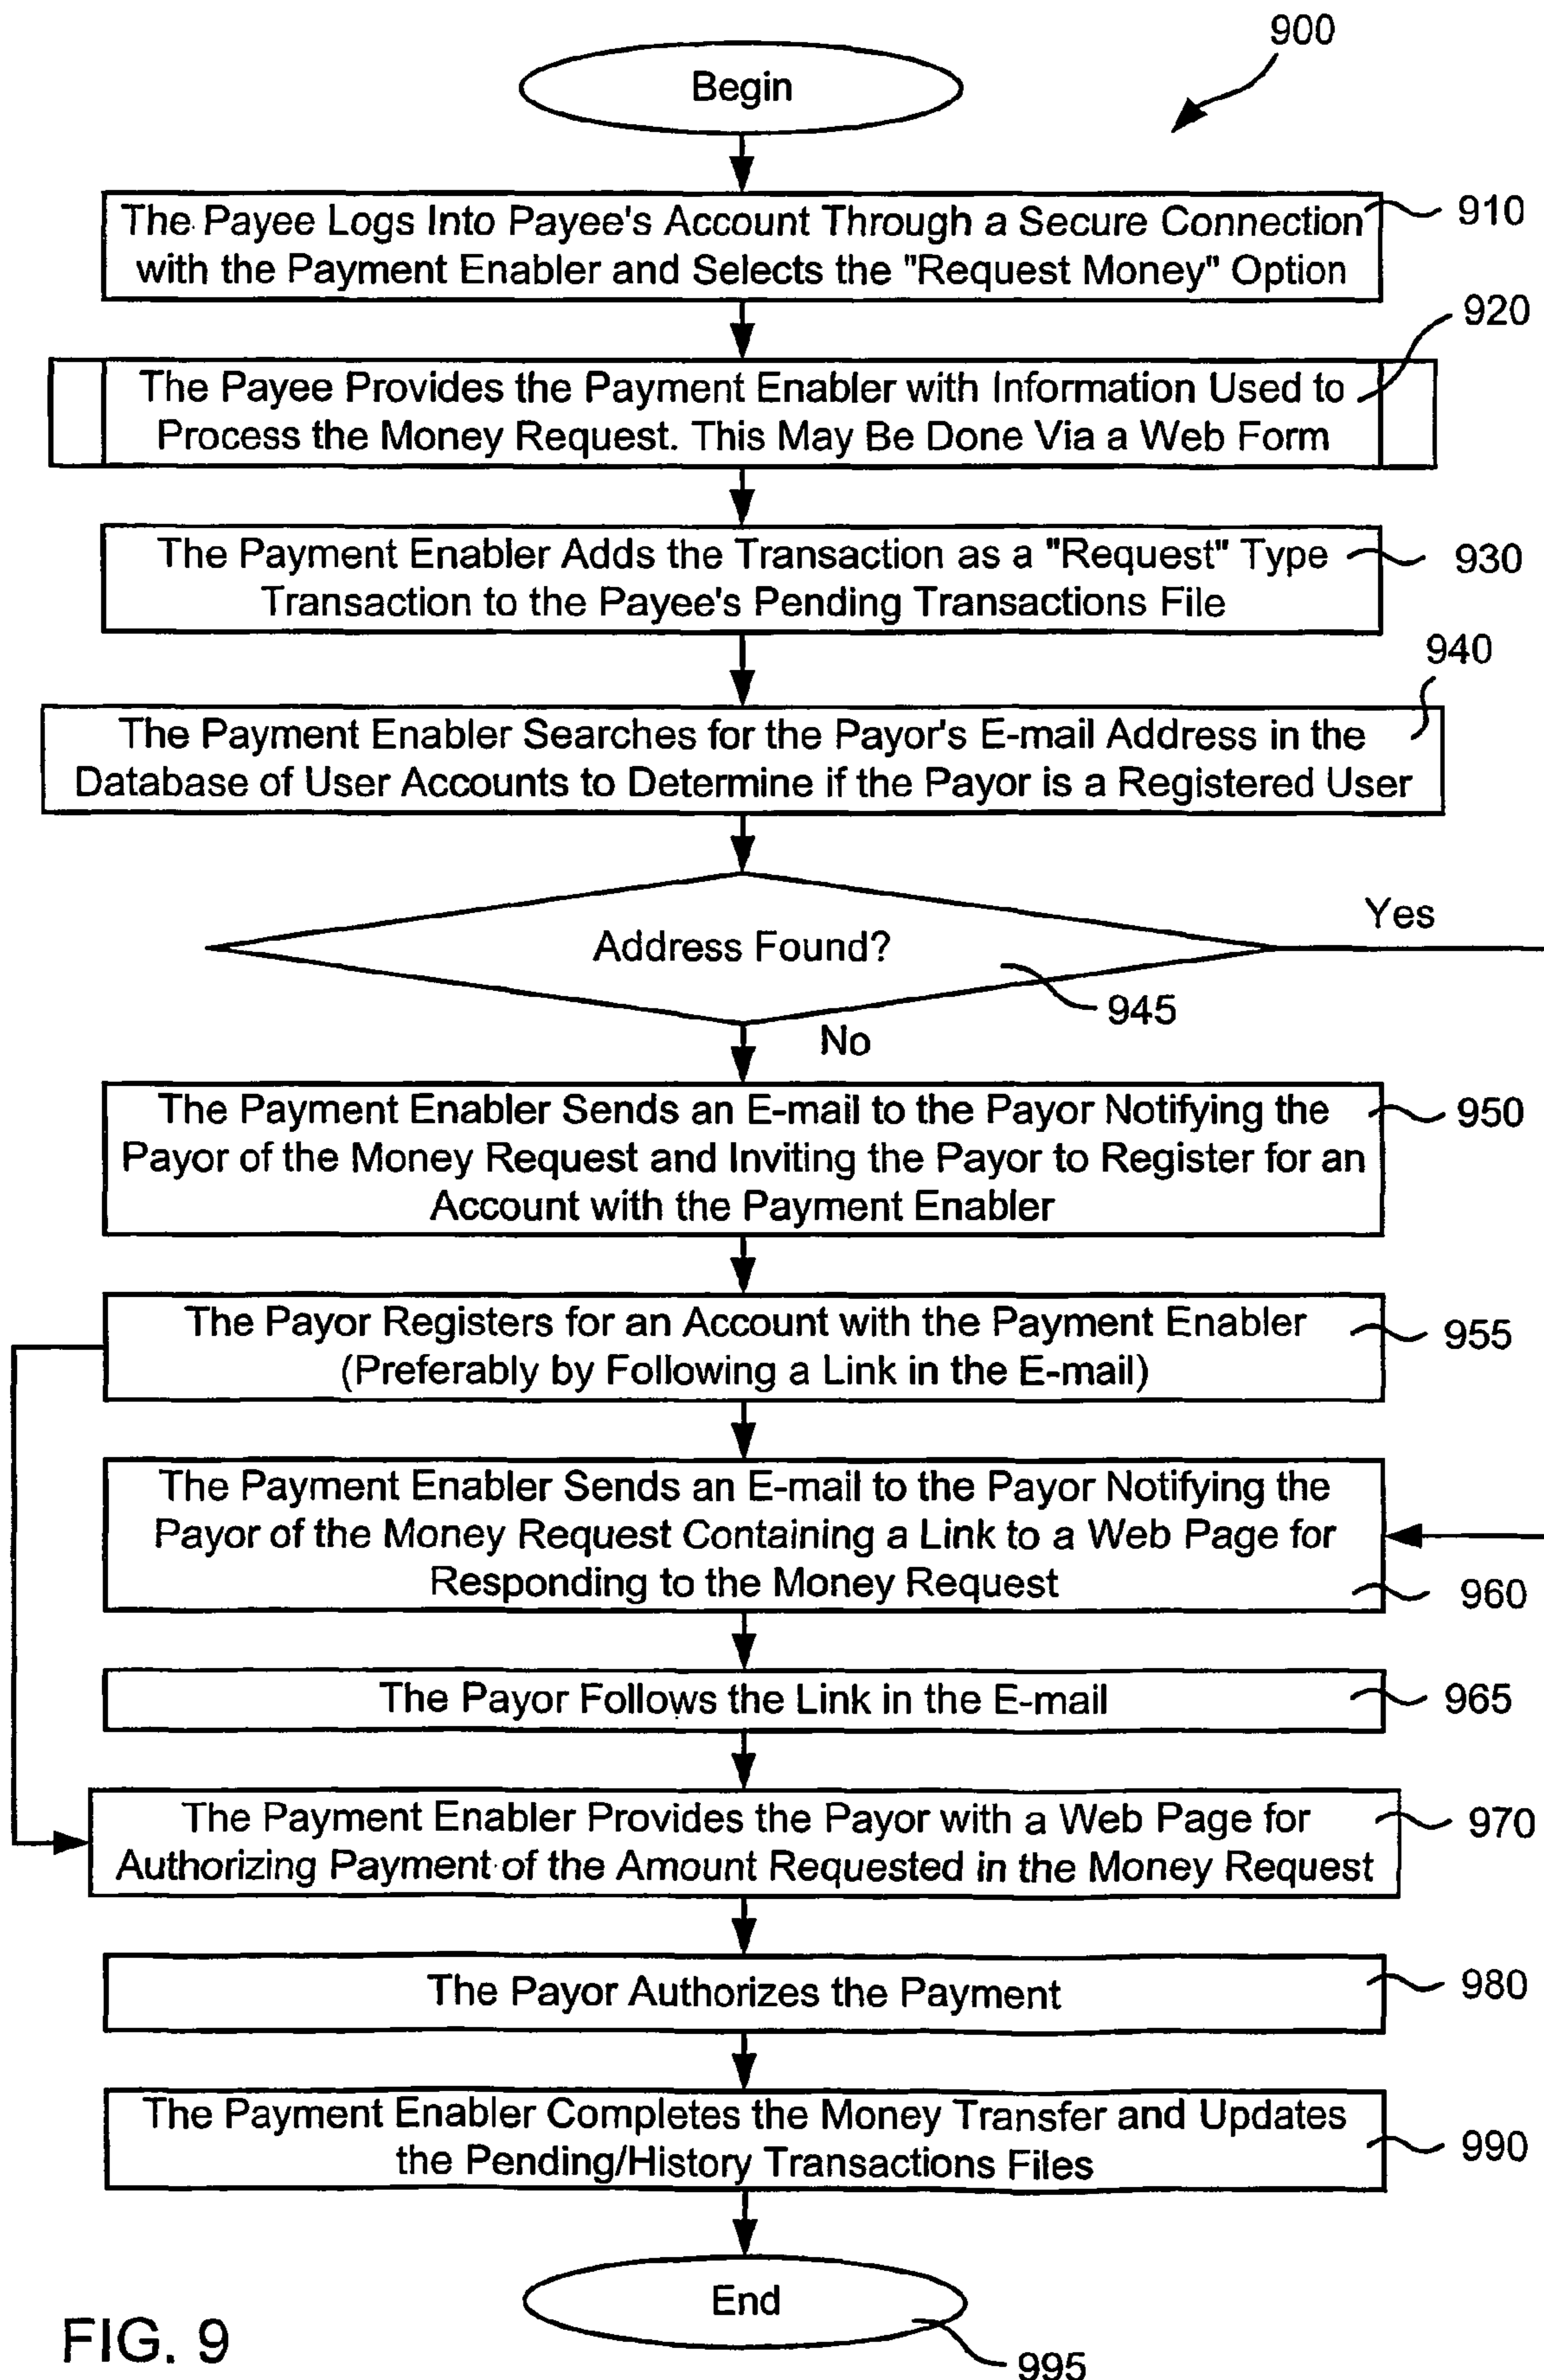 900
Begin
The Payee Logs Into Payee's Account Through a Secure Connection
with the Payment Enabler and Selects the "Request Money" Option
910
920
The Payee Provides the Payment Enabler with Information Used to
Process the Money Request. This May Be Done Via a Web Form
The Payment Enabler Adds the Transaction as a "Request" Type
Transaction to the Payee's Pending Transactions File
930
940
The Payment Enabler Searches for the Payor's E-mail Address in the
Database of User Accounts to Determine if the Payor is a Registered User
Yes
Address Found?
945
No
The Payment Enabler Sends an E-mail to the Payor Notifying the
Payor of the Money Request and Inviting the Payor to Register for an
Account with the Payment Enabler
950
The Payor Registers for an Account with the Payment Enabler
(Preferably by Following a Link in the E-mail)
955
The Payment Enabler Sends an E-mail to the Payor Notifying the
Payor of the Money Request Containing a Link to a Web Page for
Responding to the Money Request
960
The Payor Follows the Link in the E-mail
965
The Payment Enabler Provides the Payor with a Web Page for
Authorizing Payment of the Amount Requested in the Money Request
970
The Payor Authorizes the Payment
980
The Payment Enabler Completes the Money Transfer and Updates
the Pending/History Transactions Files
990
End
995
FIG. 9